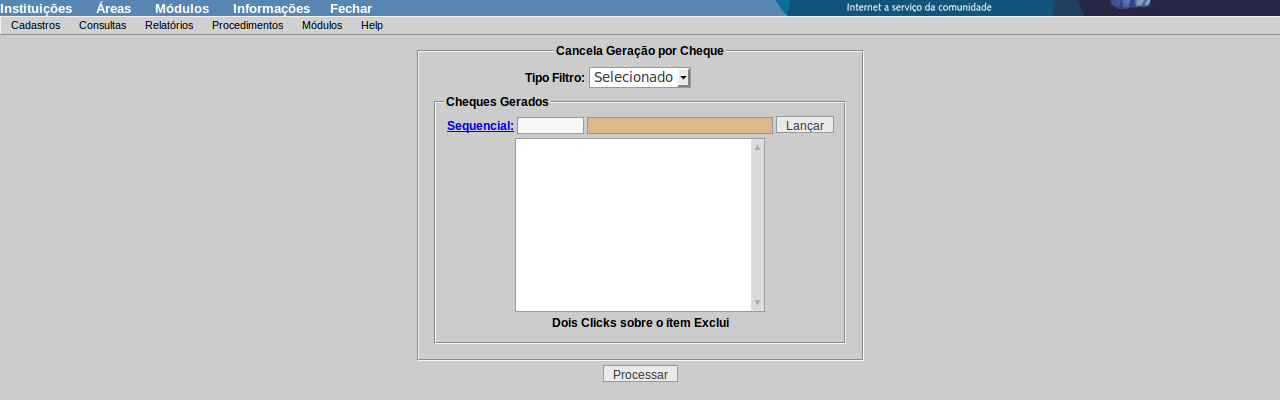 Instituições Áreas Módulos Informações Fechar
Internet a serviço da comunidade
Cadastros Consultas Relatórios Procedimentos Módulos Help
Cancela Geração por Cheque
Tipo Filtro: Selecionado
Cheques Gerados
Sequencial: Lançar
Dois Clicks sobre o ítem Exclui
Processar